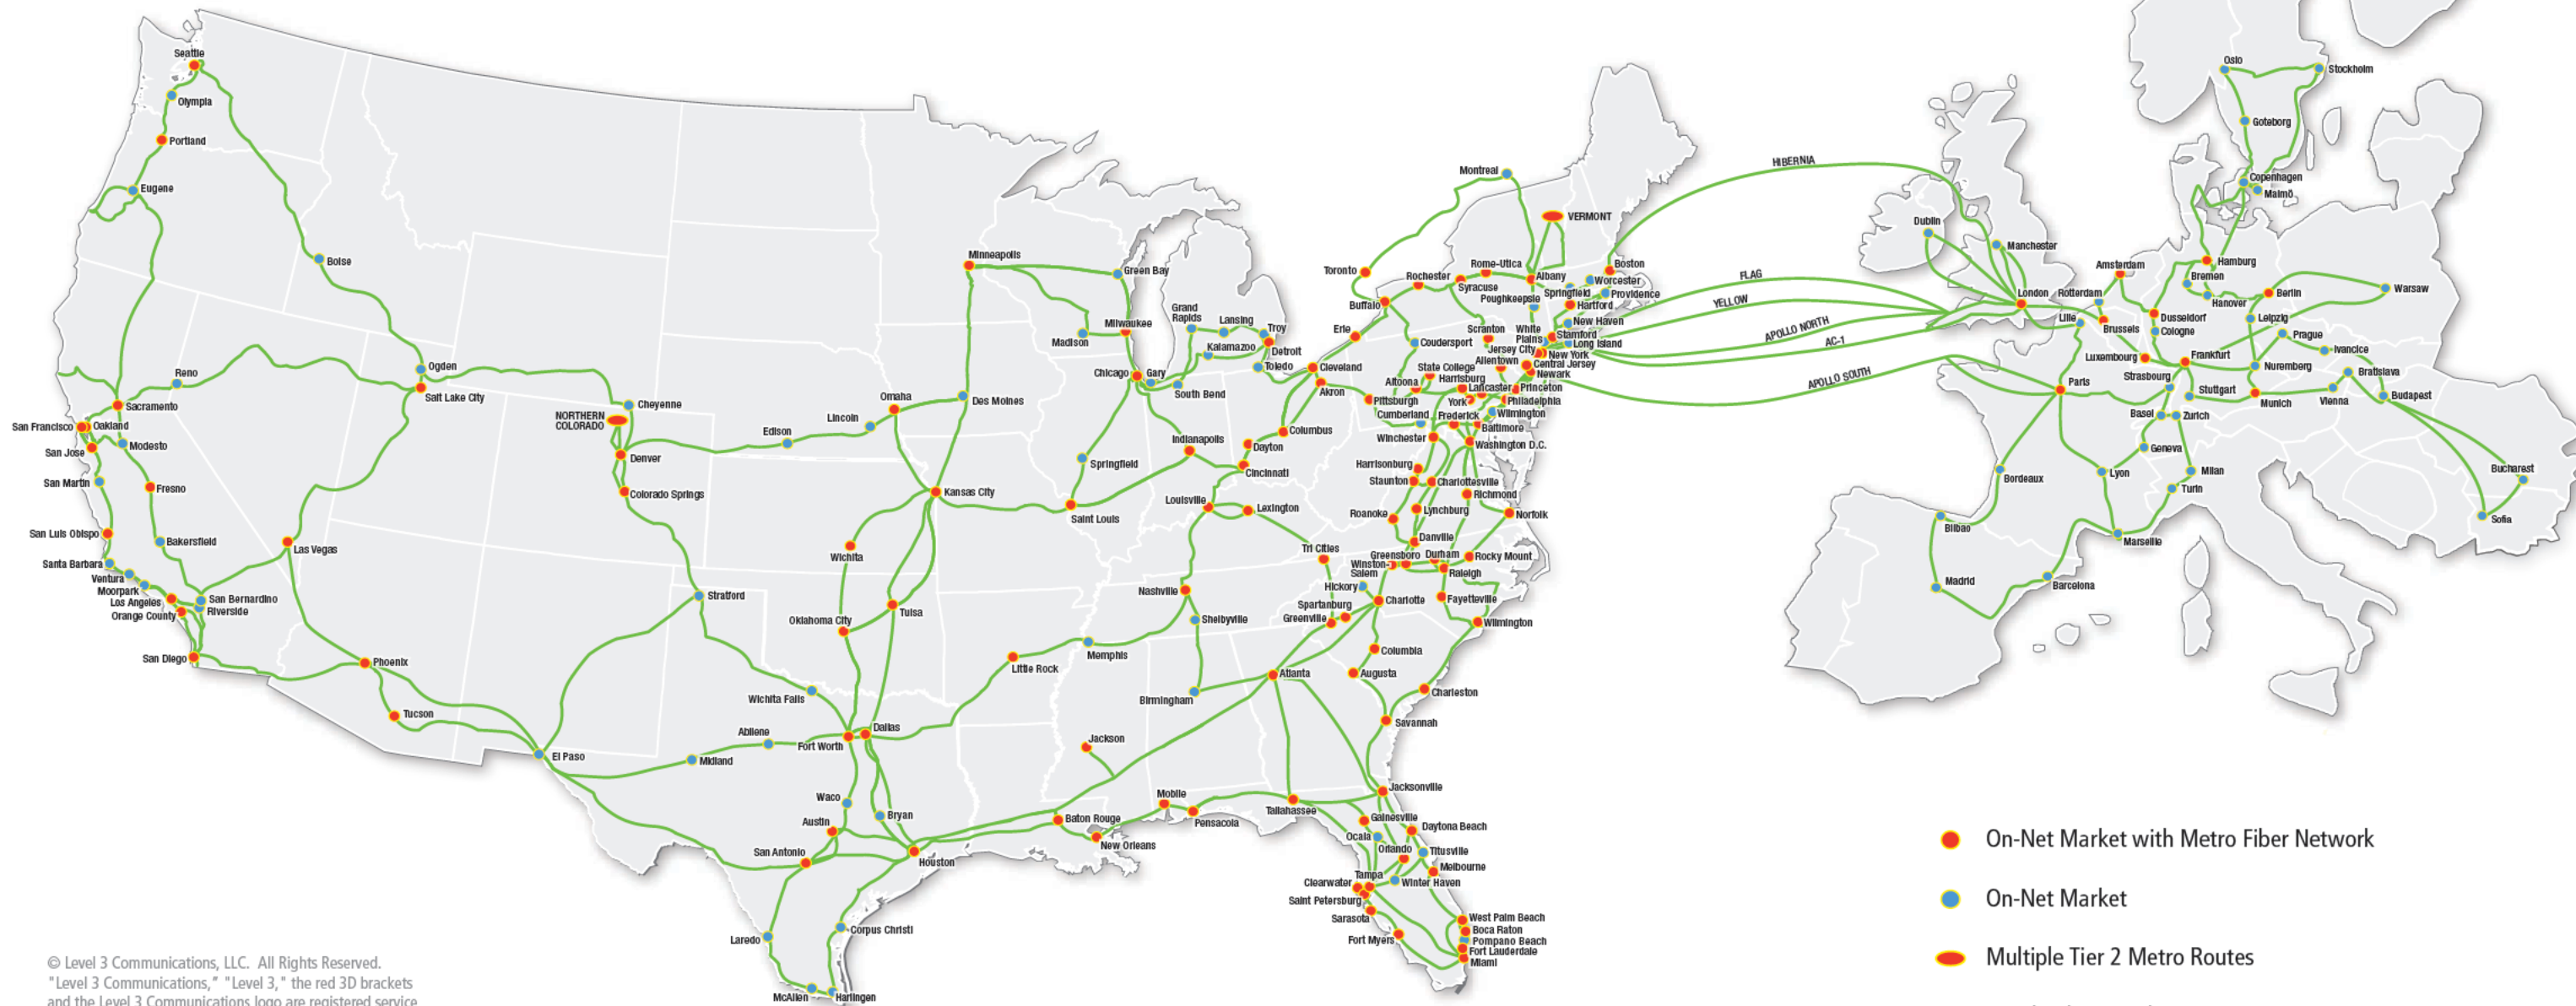 Seattle
Olympia
Portland
Eugene
Boise
Reno
Ogden
Salt Lake City
Sacramento
San Francisco
Oakland
Modesto
San Jose
San Martin
Fresno
San Luis Obispo
Bakersfield
Santa Barbara
Ventura
Moorpark
Los Angeles
Orange County
San Bernardino
Riverside
San Diego
Las Vegas
Phoenix
Tucson
El Paso
Cheyenne
NORTHERN
COLORADO
Denver
Colorado Springs
Edison
Lincoln
Omaha
Des Moines
Minneapolis
Green Bay
Madison
Milwaukee
Chicago
Gary
South Bend
Grand
Rapids
Lansing
Kalamazoo
Troy
Detroit
Toledo
Springfield
Indianapolis
Kansas City
Saint Louis
Wichita
Stratford
Oklahoma City
Tulsa
Wichita Falls
Abilene
Midland
Fort Worth
Dallas
Waco
Austin
Bryan
San Antonio
Houston
Laredo
Corpus Christi
McAllen
Harlingen
Little Rock
Memphis
Jackson
Baton Rouge
New Orleans
Mobile
Pensacola
Birmingham
Shelbyville
Nashville
Louisville
Lexington
Cincinnati
Dayton
Columbus
Cleveland
Akron
Erie
Buffalo
Toronto
Montreal
VERMONT
Rochester
Rome-Utica
Syracuse
Albany
Poughkeepsie
Boston
Worcester
Springfield
Providence
Hartford
New Haven
Stamford
Long Island
White
Plains
Scranton
Jersey City
New York
Allentown
Central Jersey
Newark
Coudersport
State College
Altoona
Harrisburg
Lancaster
Princeton
Pittsburgh
York
Philadelphia
Cumberland
Frederick
Wilmington
Baltimore
Winchester
Washington D.C.
Harrisonburg
Staunton
Charlottesville
Richmond
Roanoke
Lynchburg
Norfolk
Danville
Tri Cities
Greensboro
Durham
Rocky Mount
Winston-
Salem
Raleigh
Hickory
Spartanburg
Charlotte
Fayetteville
Greenville
Wilmington
Columbia
Atlanta
Augusta
Charleston
Savannah
Jacksonville
Tallahassee
Gainesville
Daytona Beach
Ocala
Orlando
Titusville
Melbourne
Tampa
Clearwater
Winter Haven
Saint Petersburg
Sarasota
Fort Myers
West Palm Beach
Boca Raton
Pompano Beach
Fort Lauderdale
Miami
HIBERNIA
FLAG
YELLOW
APOLLO NORTH
AC-1
APOLLO SOUTH
Dublin
Manchester
London
Oslo
Stockholm
Goteborg
Copenhagen
Malmö
Hamburg
Bremen
Hanover
Berlin
Warsaw
Amsterdam
Rotterdam
Lille
Brussels
Dusseldorf
Cologne
Leipzig
Prague
Ivancice
Luxembourg
Frankfurt
Nuremberg
Bratislava
Strasbourg
Stuttgart
Munich
Vienna
Budapest
Paris
Basel
Zurich
Geneva
Lyon
Milan
Turin
Bordeaux
Marseille
Bilbao
Madrid
Barcelona
Bucharest
Sofia
On-Net Market with Metro Fiber Network
On-Net Market
Multiple Tier 2 Metro Routes
© Level 3 Communications, LLC. All Rights Reserved.
"Level 3 Communications," "Level 3," the red 3D brackets
and the Level 3 Communications logo are registered service